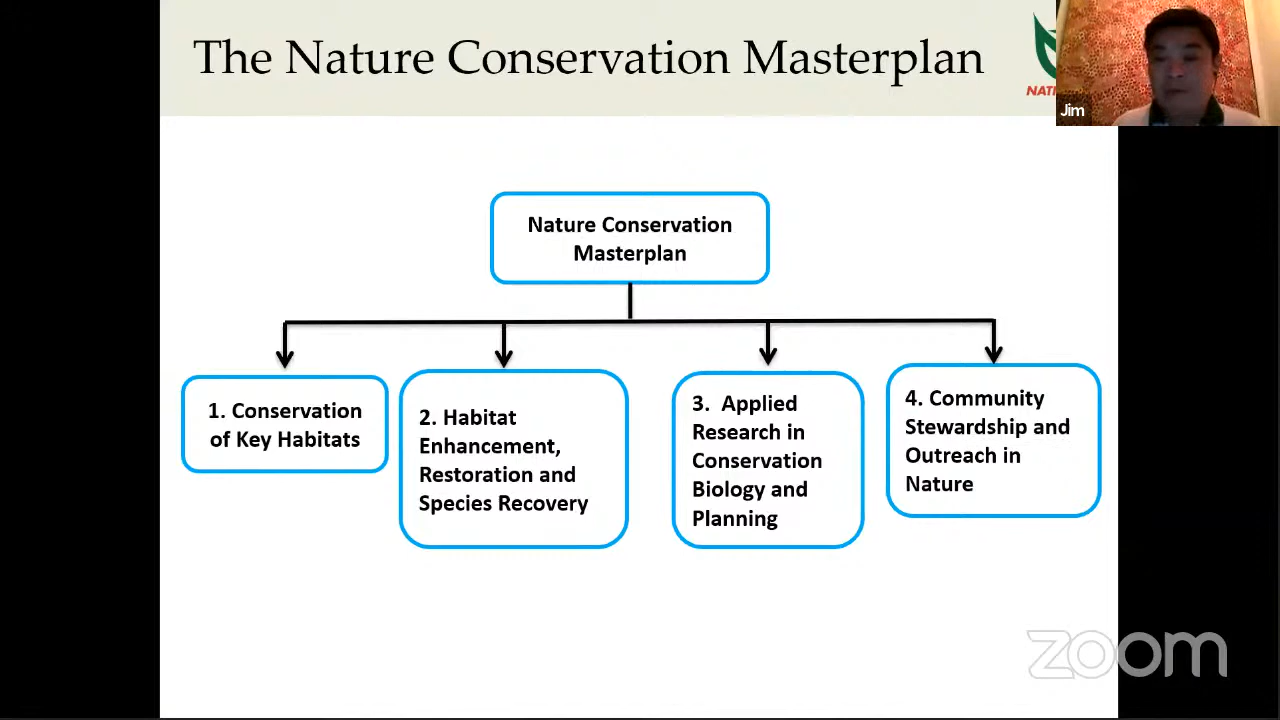 The Nature Conservation Masterplan
NATI
Jim
Nature Conservation
Masterplan
1. Conservation
of Key Habitats
2. Habitat
Enhancement,
Restoration and
Species Recovery
3. Applied
Research in
Conservation
Biology and
Planning
4. Community
Stewardship and
Outreach in
Nature
zoom